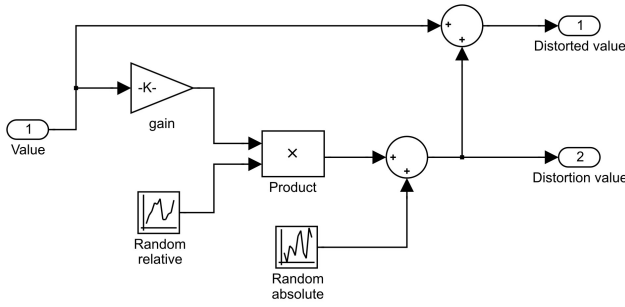 1
Distorted value
+
+
-K-
gain
1
Value
×
Product
+
+
2
Distortion value
Random
relative
Random
absolute